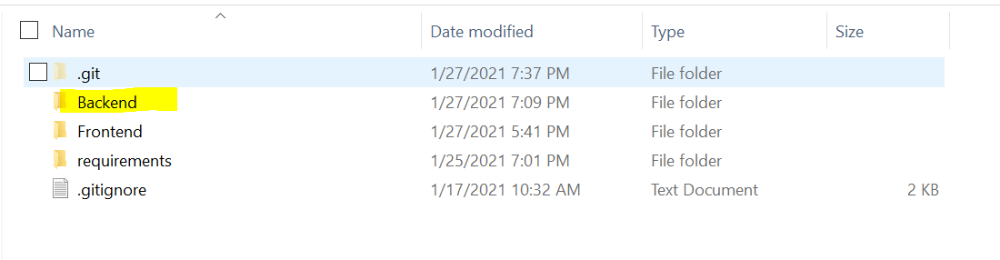 Name Date modified Type Size
.git 1/27/2021 7:37 PM File folder
Backend 1/27/2021 7:09 PM File folder
Frontend 1/27/2021 5:41 PM File folder
requirements 1/25/2021 7:01 PM File folder
.gitignore 1/17/2021 10:32 AM Text Document 2 KB